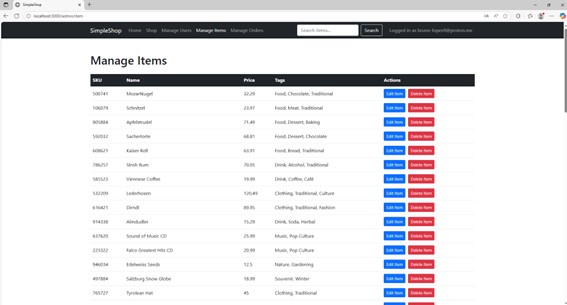 SimpleShop
localhost:3000/admin/item
SimpleShop Home Shop Manage Users Manage Items Manage Orders Search items... Search Logged in as
Manage Items
SKU Name Price Tags Actions
500741 MozartKugel 32.29 Food, Chocolate, Traditional Edit Item Delete Item
106079 Schnitzel 23.97 Food, Meat, Traditional Edit Item Delete Item
805884 Apfelstrudel 71.49 Food, Dessert, Baking Edit Item Delete Item
592032 Sachertorte 68.81 Food, Dessert, Chocolate Edit Item Delete Item
608621 Kaiser Roll 63.91 Food, Bread, Traditional Edit Item Delete Item
786257 Stroh Rum 70.05 Drink, Alcohol, Traditional Edit Item Delete Item
585523 Viennese Coffee 19.99 Drink, Coffee, Café Edit Item Delete Item
532209 Lederhosen 120.49 Clothing, Traditional, Culture Edit Item Delete Item
616421 Dirndl 89.95 Clothing, Traditional, Fashion Edit Item Delete Item
914338 Almdudler 15.29 Drink, Soda, Herbal Edit Item Delete Item
637620 Sound of Music CD 25.99 Music, Pop Culture Edit Item Delete Item
223322 Falco Greatest Hits CD 20.99 Music, Pop Culture Edit Item Delete Item
946034 Edelweiss Seeds 12.5 Nature, Gardening Edit Item Delete Item
497884 Salzburg Snow Globe 18.99 Souvenir, Winter Edit Item Delete Item
765727 Tyrolean Hat 45 Clothing, Traditional Edit Item Delete Item